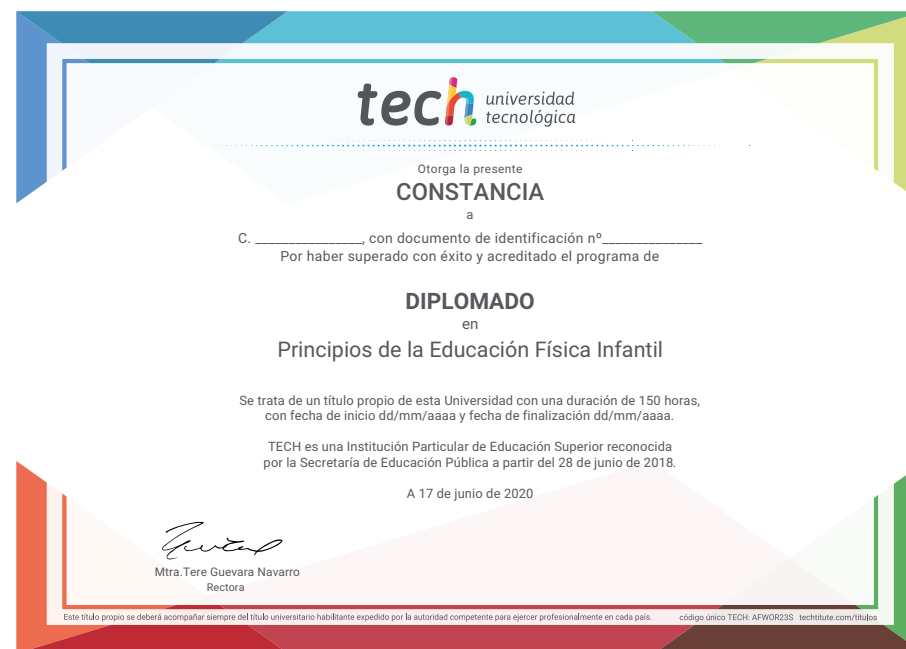 tech universidad
tecnológica
Otorga la presente
CONSTANCIA
a
C. ________________, con documento de identificación nº_______________
Por haber superado con éxito y acreditado el programa de
DIPLOMADO
en
Principios de la Educación Física Infantil
Se trata de un título propio de esta Universidad con una duración de 150 horas,
con fecha de inicio dd/mm/aaaa y fecha de finalización dd/mm/aaaa.
TECH es una Institución Particular de Educación Superior reconocida
por la Secretaría de Educación Pública a partir del 28 de junio de 2018.
A 17 de junio de 2020
Mtra.Tere Guevara Navarro
Rectora
Este título propio se deberá acompañar siempre del título universitario habilitante expedido por la autoridad competente para ejercer profesionalmente en cada país. código único TECH: AFWOR23S techtitute.com/titulos